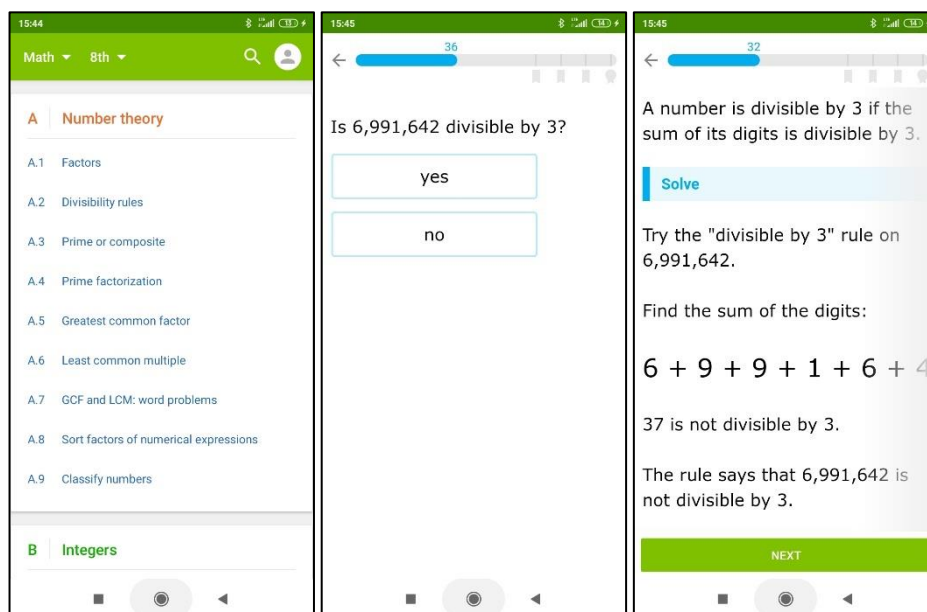 15:44
Math 8th
A Number theory
A.1 Factors
A.2 Divisibility rules
A.3 Prime or composite
A.4 Prime factorization
A.5 Greatest common factor
A.6 Least common multiple
A.7 GCF and LCM: word problems
A.8 Sort factors of numerical expressions
A.9 Classify numbers
B Integers
15:45
36
Is 6,991,642 divisible by 3?
yes
no
15:45
32
A number is divisible by 3 if the
sum of its digits is divisible by 3.
Solve
Try the "divisible by 3" rule on
6,991,642.
Find the sum of the digits:
6 + 9 + 9 + 1 + 6 + 4
37 is not divisible by 3.
The rule says that 6,991,642 is
not divisible by 3.
NEXT